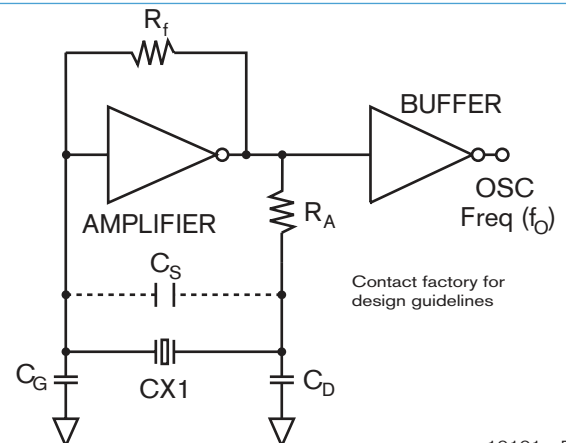 R_f
BUFFER
AMPLIFIER
R_A
OSC
Freq (f_O)
C_S
Contact factory for
design guidelines
C_G
CX1
C_D